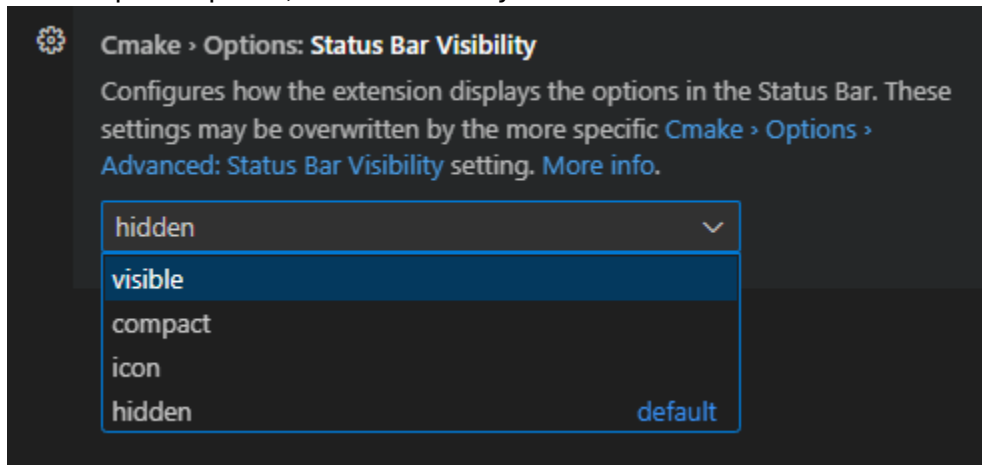 Cmake › Options: Status Bar Visibility
Configures how the extension displays the options in the Status Bar. These
settings may be overwritten by the more specific Cmake › Options ›
Advanced: Status Bar Visibility setting. More info.
hidden
visible
compact
icon
hidden default